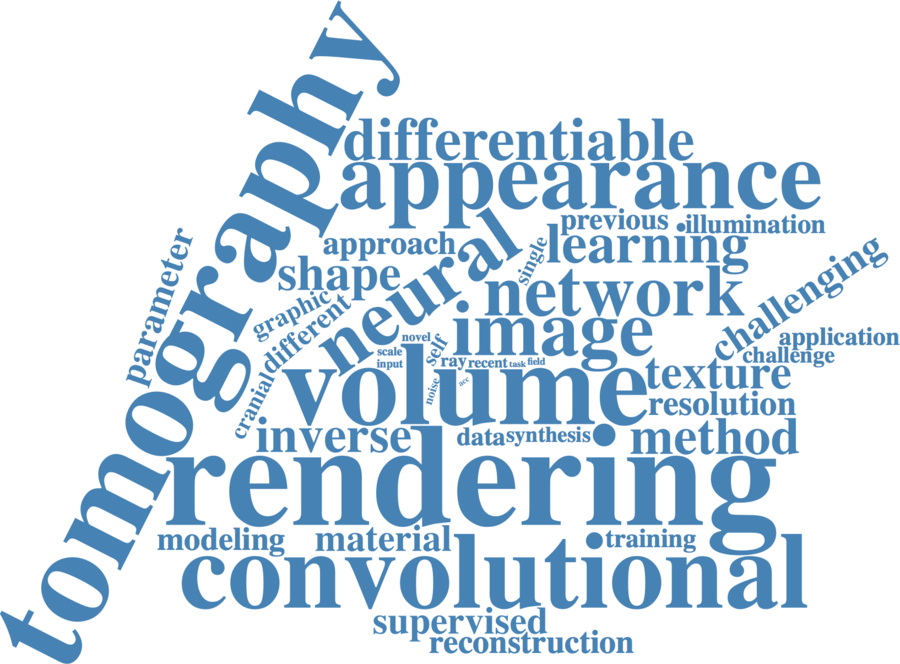 tomography
differentiable
appearance
previous
illumination
approach
neural
single
learning
parameter
shape
network
challenging
graphic
different
image
application
novel
self
challenge
scale
input
ray
recent
task
field
cranial
volume
noise
acc
texture
resolution
inverse
data
synthesis
method
rendering
modeling
material
training
convolutional
supervised
reconstruction